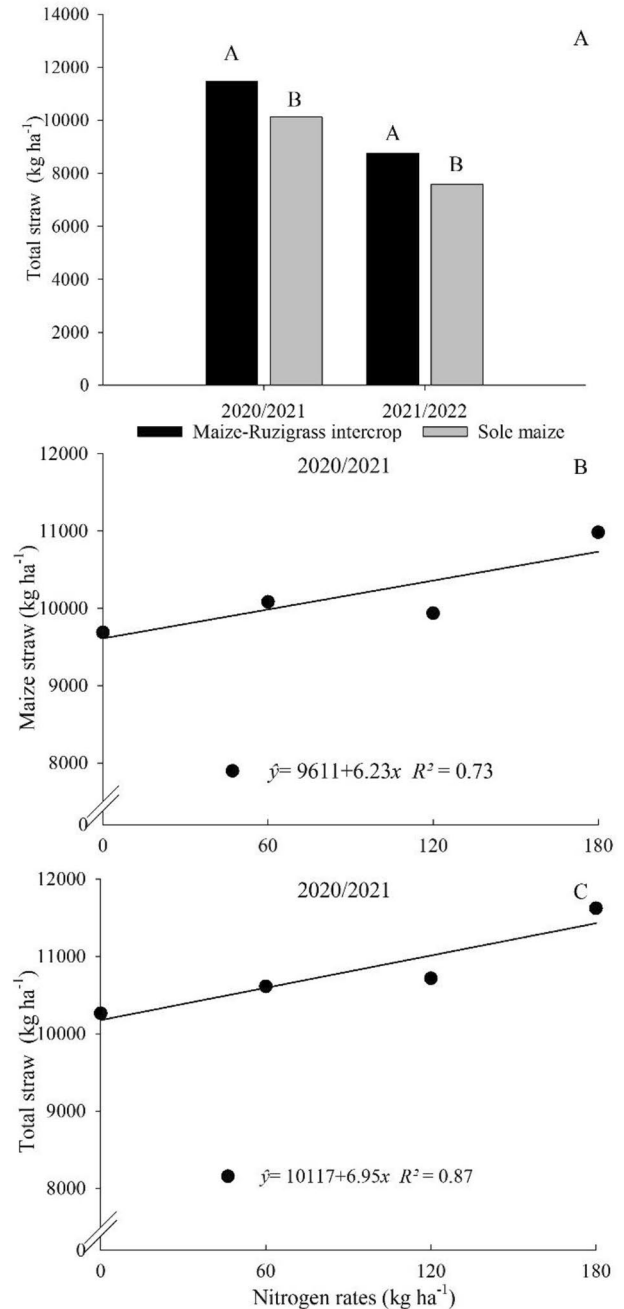 14000
12000
10000
8000
6000
4000
2000
0
Total straw (kg ha⁻¹)
A
A
B
A
B
2020/2021 2021/2022
Maize-Ruzigrass intercrop Sole maize
2020/2021 B
12000
11000
10000
9000
8000
0
Maize straw (kg ha⁻¹)
ŷ= 9611+6.23x R² = 0.73
0 60 120 180
2020/2021 C
12000
11000
10000
9000
8000
0
Total straw (kg ha⁻¹)
ŷ= 10117+6.95x R² = 0.87
0 60 120 180
Nitrogen rates (kg ha⁻¹)